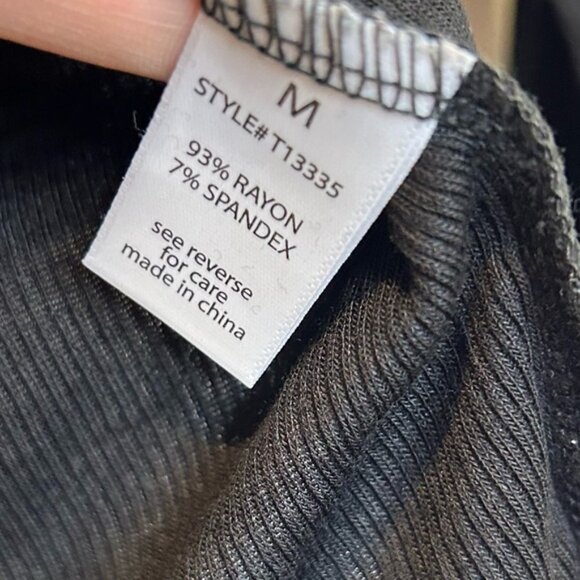 M
STYLE# T13335
93% RAYON
7% SPANDEX
see reverse
for care
made in china